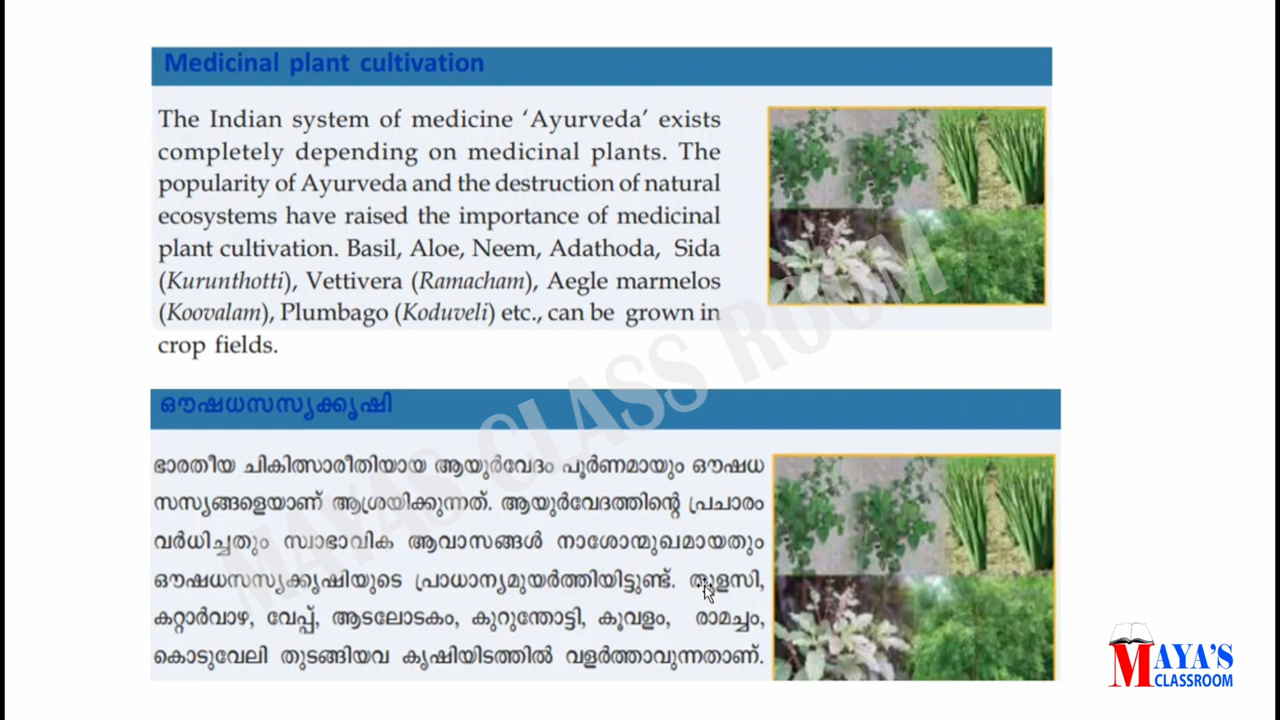 Medicinal plant cultivation
The Indian system of medicine ‘Ayurveda’ exists
completely depending on medicinal plants. The
popularity of Ayurveda and the destruction of natural
ecosystems have raised the importance of medicinal
plant cultivation. Basil, Aloe, Neem, Adathoda, Sida
(Kurunthotti), Vettivera (Ramacham), Aegle marmelos
(Koovalam), Plumbago (Koduveli) etc., can be grown in
crop fields.
ഔഷധസസ്യക്കൃഷി
ഭാരതീയ ചികിത്സാരീതിയായ ആയുർവേദം പൂർണമായും ഔഷധ
സസ്യങ്ങളെയാണ് ആശ്രയിക്കുന്നത്. ആയുർവേദത്തിന്റെ പ്രചാരം
വർധിച്ചതും സ്വാഭാവിക ആവാസങ്ങൾ നാശോന്മുഖമായതും
ഔഷധസസ്യക്കൃഷിയുടെ പ്രാധാന്യമുയർത്തിയിട്ടുണ്ട്. തുളസി,
കറ്റാർവാഴ, വേപ്പ്, ആടലോടകം, കുറുന്തോട്ടി, കൂവളം, രാമച്ചം,
കൊടുവേലി തുടങ്ങിയവ കൃഷിയിടത്തിൽ വളർത്താവുന്നതാണ്.
MAYAS CLASS ROOM
MAYA'S
CLASSROOM